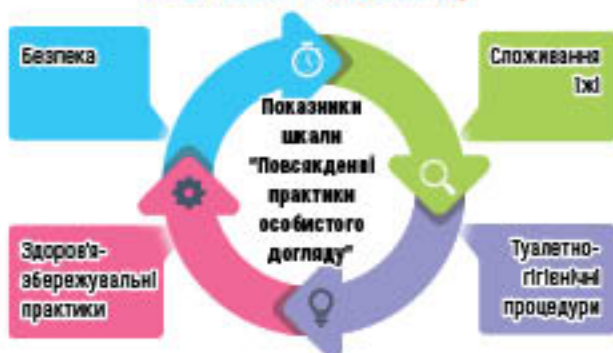 Безпека
Споживання
їжі
Показники
шкали
"Повсякденні
практики
особистого
догляду"
Здоров'я-
збережувальні
практики
Туалетно-
гігієнічні
процедури